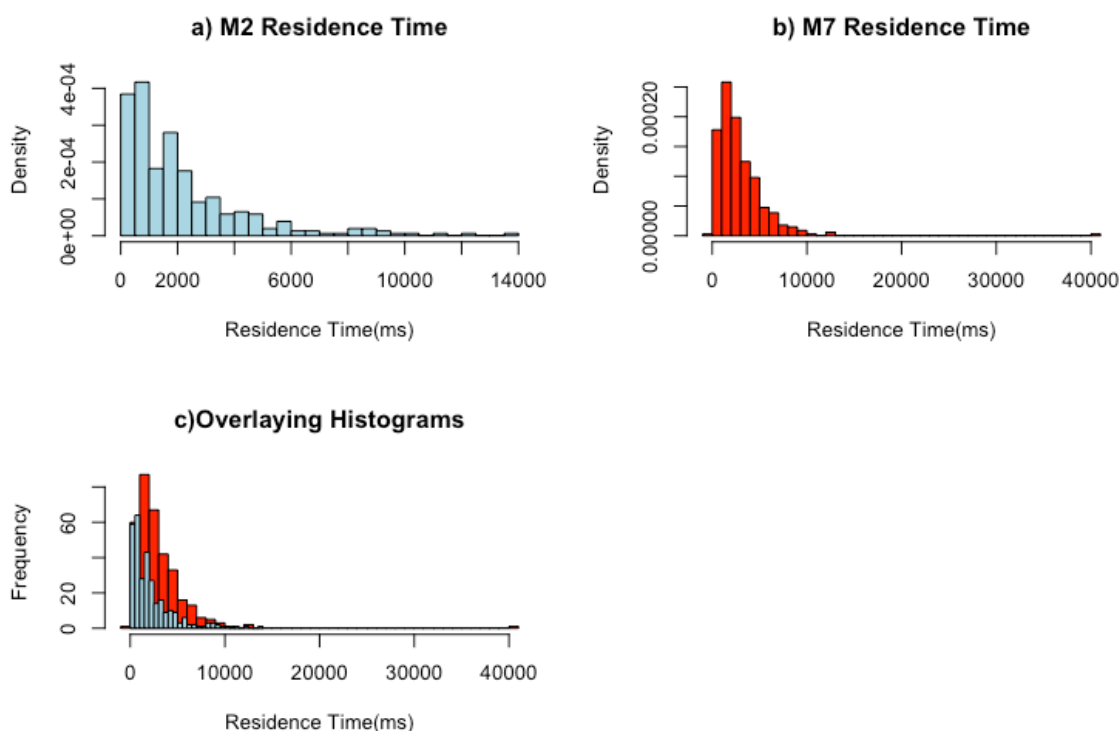 a) M2 Residence Time
Density
0e+00 2e-04 4e-04
0 2000 6000 10000 14000
Residence Time(ms)
b) M7 Residence Time
Density
0.00000 0.00020
0 10000 20000 30000 40000
Residence Time(ms)
c)Overlaying Histograms
Frequency
0 20 60
0 10000 20000 30000 40000
Residence Time(ms)